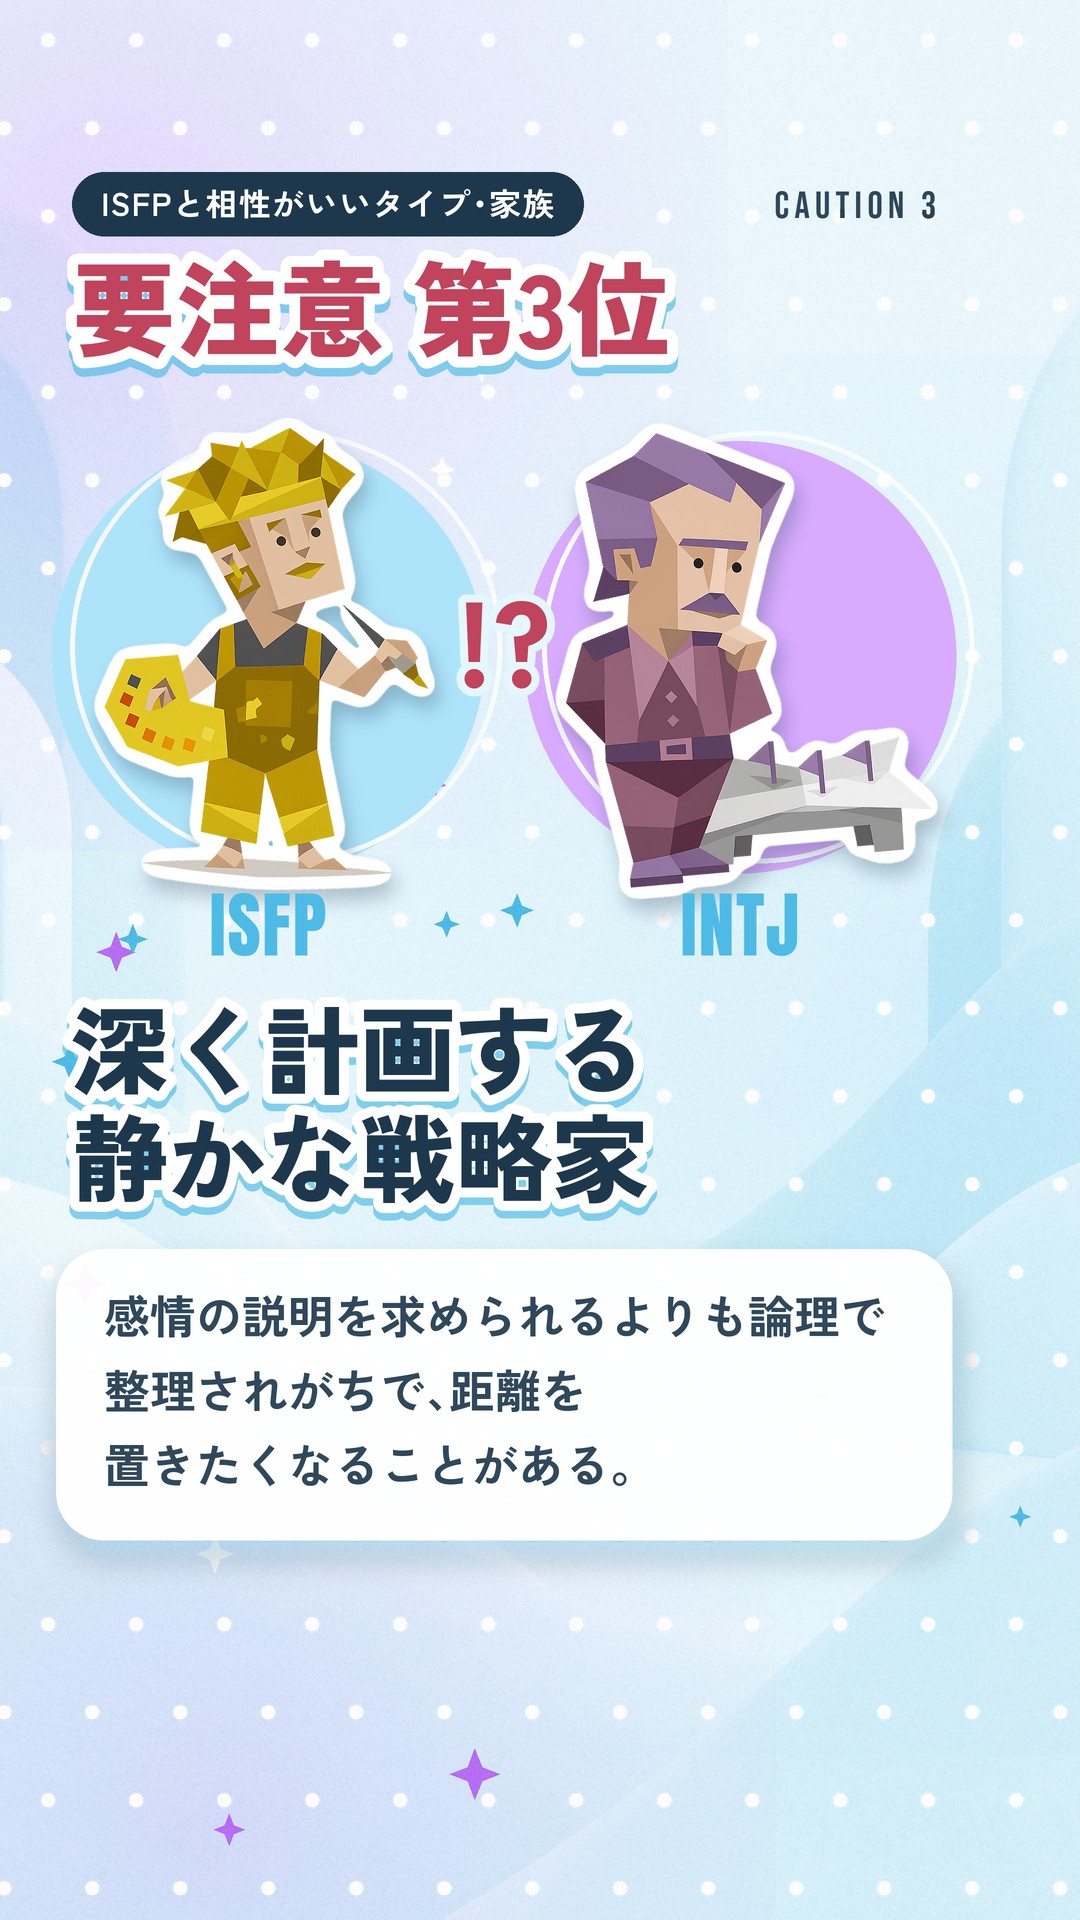 ISFPと相性がいいタイプ・家族
CAUTION 3
要注意 第3位
!?
ISFP
INTJ
深く計画する
静かな戦略家
感情の説明を求められるよりも論理で
整理されがちで、距離を
置きたくなることがある。